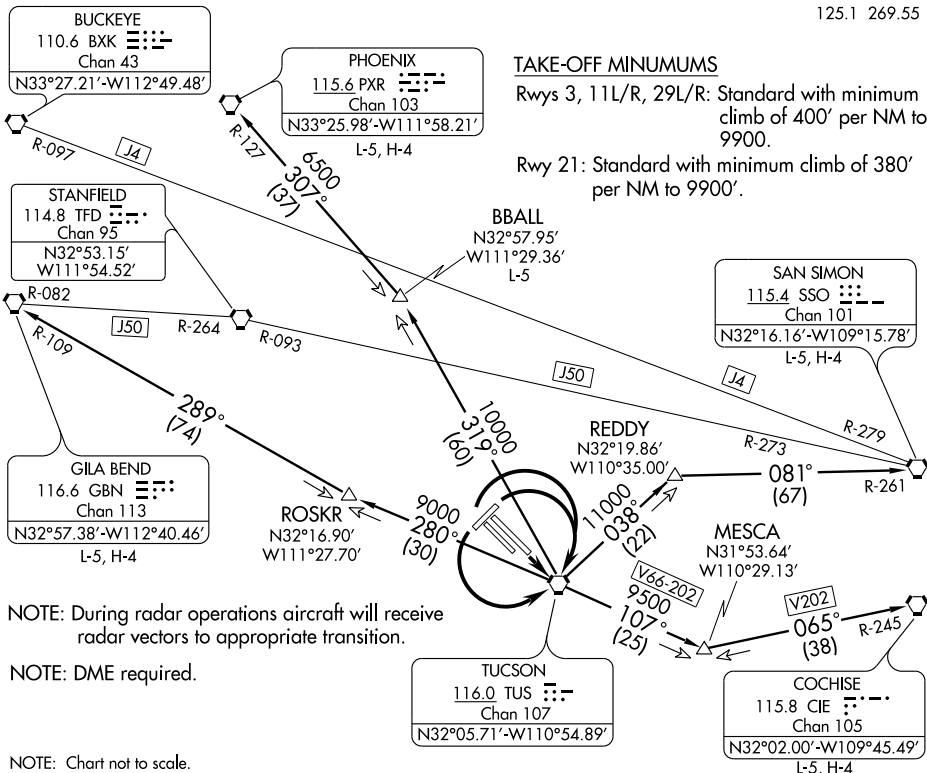 125.1 269.55
BUCKEYE
110.6 BXK
Chan 43
N33°27.21'-W112°49.48'
PHOENIX
115.6 PXR
Chan 103
N33°25.98'-W111°58.21'
L-5, H-4
TAKE-OFF MINUMUMS
Rwys 3, 11L/R, 29L/R: Standard with minimum
climb of 400' per NM to
9900.
Rwy 21: Standard with minimum climb of 380'
per NM to 9900'.
R-097
J4
R-127
6500
307°
(37)
STANFIELD
114.8 TFD
Chan 95
N32°53.15'
W111°54.52'
BBALL
N32°57.95'
W111°29.36'
L-5
SAN SIMON
115.4 SSO
Chan 101
N32°16.16'-W109°15.78'
L-5, H-4
R-082
J50
R-264
R-093
R-109
J50
J4
289°
(74)
10000
319°
(60)
REDDY
N32°19.86'
W110°35.00'
R-273
R-279
R-261
081°
(67)
GILA BEND
116.6 GBN
Chan 113
N32°57.38'-W112°40.46'
L-5, H-4
ROSKR
N32°16.90'
W111°27.70'
9000
280°
(30)
11000
038°
(22)
MESCA
N31°53.64'
W110°29.13'
V66-202
9500
107°
(25)
V202
065°
(38)
R-245
NOTE: During radar operations aircraft will receive
radar vectors to appropriate transition.
NOTE: DME required.
TUCSON
116.0 TUS
Chan 107
N32°05.71'-W110°54.89'
COCHISE
115.8 CIE
Chan 105
N32°02.00'-W109°45.49'
L-5, H-4
NOTE: Chart not to scale.